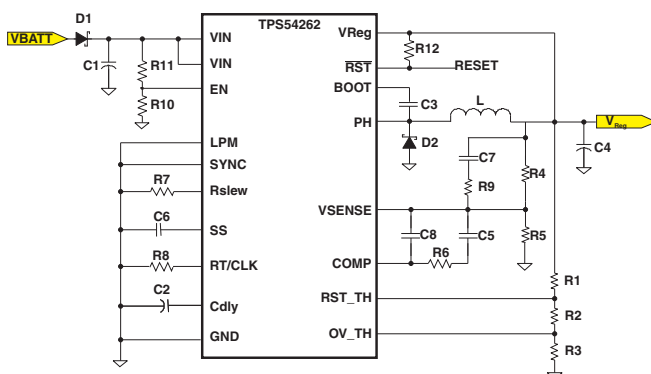 TPS54262
D1
VBATT
C1
R11
R10
VIN
VIN
EN
LPM
SYNC
R7
Rslew
C6
SS
R8
RT/CLK
C2
Cdly
GND
VReg
R12
RST
RESET
BOOT
C3
L
PH
D2
VReg
C4
C7
R9
R4
VSENSE
C8
C5
R5
R6
COMP
R1
RST_TH
R2
OV_TH
R3